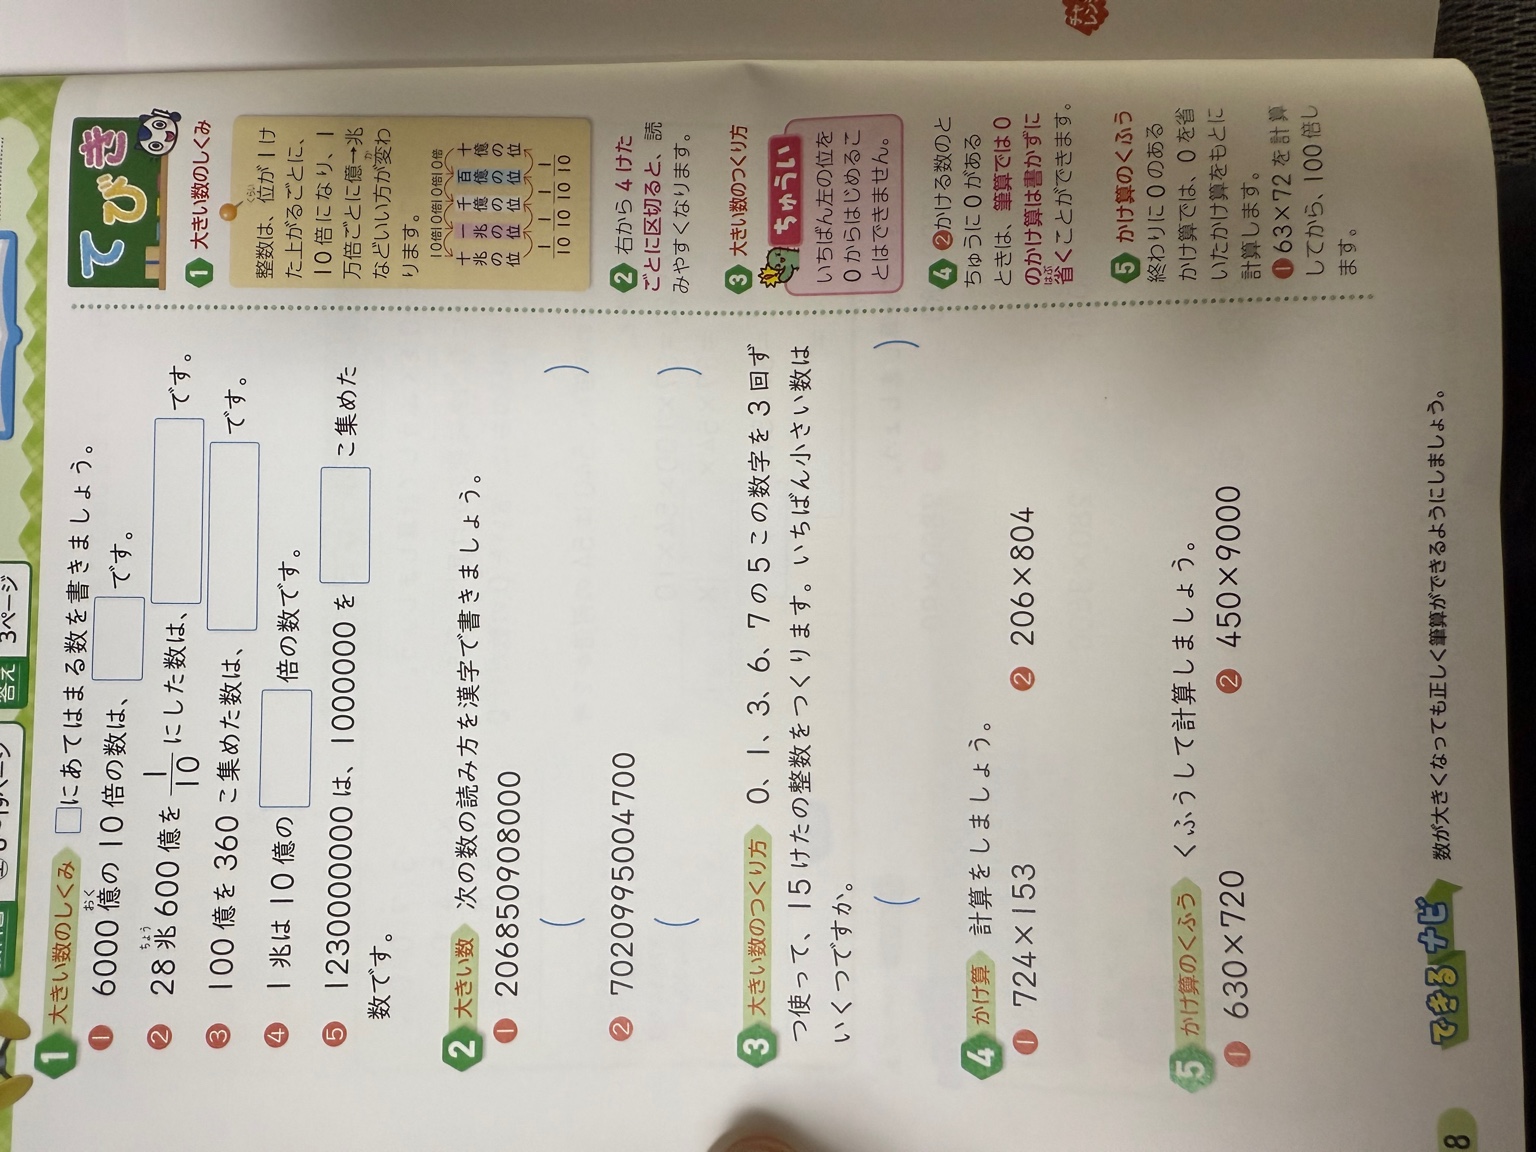 答え 3ページ
1 大きい数のしくみ □にあてはまる数を書きましょう。
① 6000億の10倍の数は、 です。
② 28兆600億を1/10にした数は、 です。
③ 100億を360こ集めた数は、 です。
④ 1兆は10億の 倍の数です。
⑤ 12300000000は、1000000を こ集めた
数です。
2 大きい数 次の数の読み方を漢字で書きましょう。
① 206850908000
( )
② 7020995004700
( )
3 大きい数のつくり方 0、1、3、6、7の5この数字を3回ず
つ使って、15けたの整数をつくります。いちばん小さい数は
いくつですか。
( )
4 かけ算 計算をしましょう。
① 724×153 ② 206×804
5 かけ算のくふう くふうして計算しましょう。
① 630×720 ② 450×9000
てびき
1 大きい数のしくみ
整数は、位が1け
た上がるごとに、
10倍になり、1
万倍ごとに億→兆
などといい方が変わ
ります。
10倍 10倍 10倍 10倍
十兆の位 一兆の位 千億の位 百億の位 十億の位
1/10 1/10 1/10 1/10
2 右から4けた
ごとに区切ると、読
みやすくなります。
3 大きい数のつくり方
ちゅうい
いちばん左の位を
0からはじめるこ
とはできません。
4 ②かける数のと
ちゅうに0がある
ときは、筆算では0
のかけ算は書かずに
省くことができます。
5 かけ算のくふう
終わりに0のある
かけ算では、0を省
いたかけ算をもとに
計算します。
① 63×72を計算
してから、100倍し
ます。
できるナビ 数が大きくなっても正しく筆算ができるようにしましょう。
8